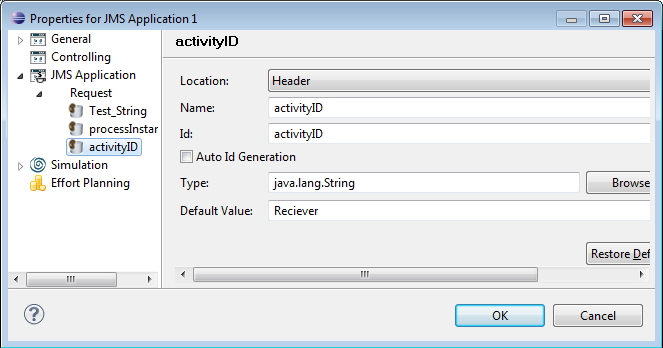 Properties for JMS Application 1
General
Controlling
JMS Application
Request
Test_String
processInstar
activityID
Simulation
Effort Planning
activityID
Location: Header
Name: activityID
Id: activityID
Auto Id Generation
Type: java.lang.String Browse
Default Value: Reciever
Restore Def
OK Cancel